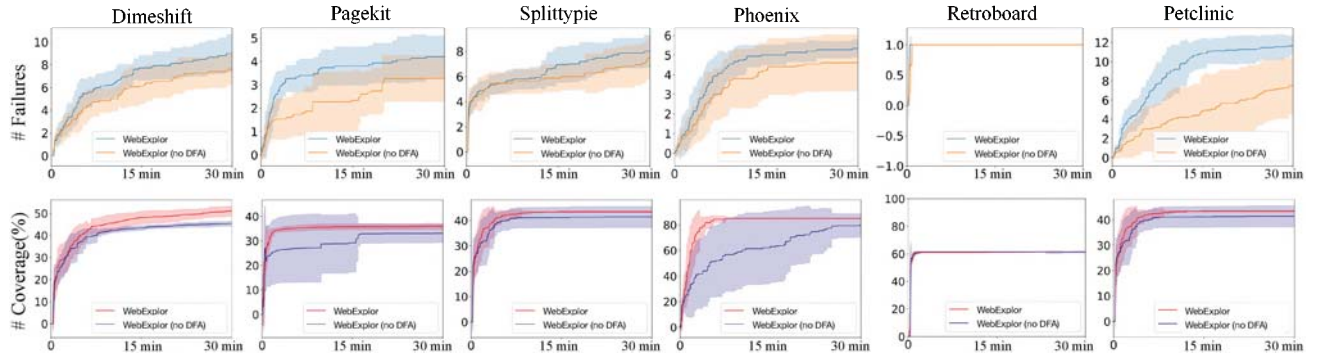 Dimeshift Pagekit Splittypie Phoenix Retroboard Petclinic
# Failures
10
8
6
4
2
0
WebExplor
WebExplor (no DFA)
0 15 min 30 min
5
4
3
2
1
0
WebExplor
WebExplor (no DFA)
0 15 min 30 min
8
6
4
2
0
WebExplor
WebExplor (no DFA)
0 15 min 30 min
6
5
4
3
2
1
0
WebExplor
WebExplor (no DFA)
0 15 min 30 min
1.0
0.5
0.0
−0.5
−1.0
WebExplor
WebExplor (no DFA)
0 15 min 30 min
12
10
8
6
4
2
0
WebExplor
WebExplor (no DFA)
0 15 min 30 min
# Coverage(%)
50
40
30
20
10
0
WebExplor
WebExplor (no DFA)
0 15 min 30 min
40
30
20
10
0
WebExplor
WebExplor (no DFA)
0 15 min 30 min
40
30
20
10
0
WebExplor
WebExplor (no DFA)
0 15 min 30 min
100
80
60
40
20
0
WebExplor
WebExplor (no DFA)
0 15 min 30 min
100
80
60
40
20
0
WebExplor
WebExplor (no DFA)
0 15 min 30 min
40
30
20
10
0
WebExplor
WebExplor (no DFA)
0 15 min 30 min